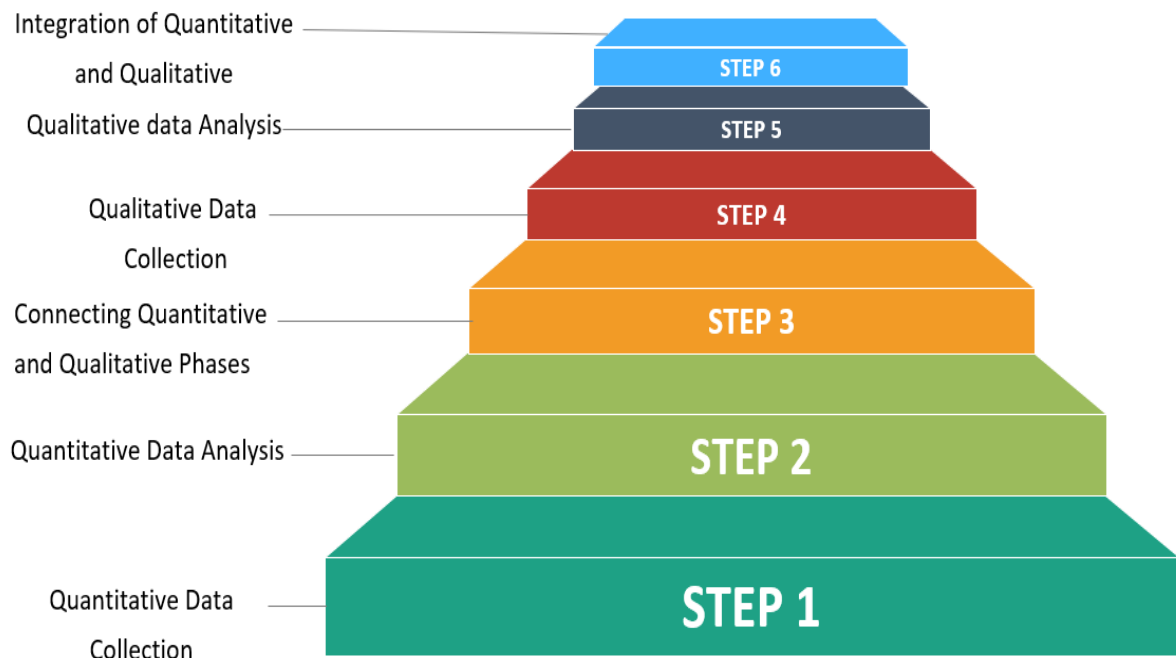 Integration of Quantitative
and Qualitative
STEP 6
Qualitative data Analysis
STEP 5
Qualitative Data
Collection
STEP 4
Connecting Quantitative
and Qualitative Phases
STEP 3
Quantitative Data Analysis
STEP 2
Quantitative Data
Collection
STEP 1